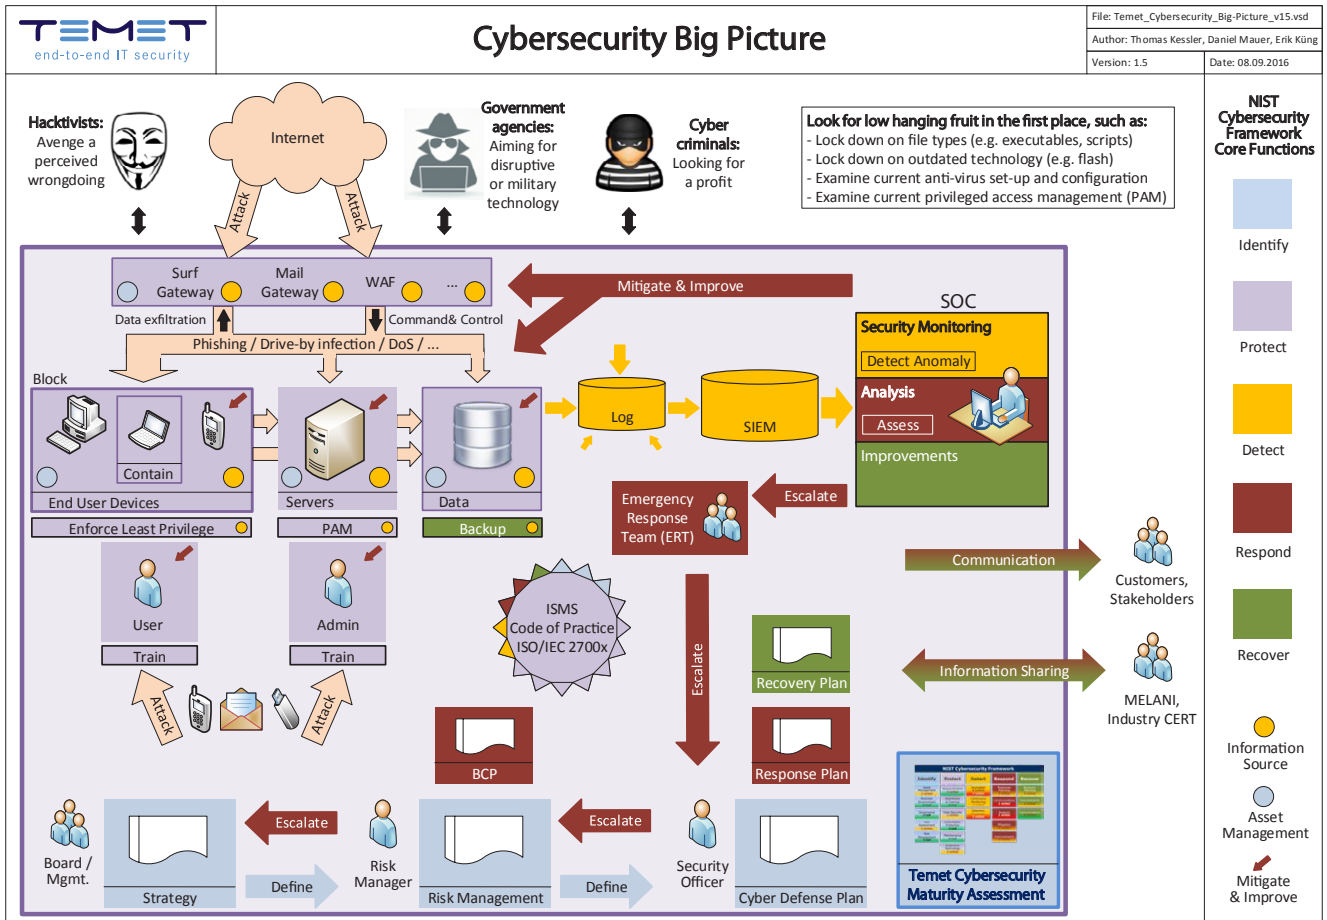 TEMET
end-to-end IT security
Cybersecurity Big Picture
File: Temet_Cybersecurity_Big-Picture_v15.vsd
Author: Thomas Kessler, Daniel Mauer, Erik Küng
Version: 1.5
Date: 08.09.2016
Hacktivists:
Avenge a
perceived
wrongdoing
Internet
Government
agencies:
Aiming for
disruptive
or military
technology
Cyber
criminals:
Looking for
a profit
Look for low hanging fruit in the first place, such as:
- Lock down on file types (e.g. executables, scripts)
- Lock down on outdated technology (e.g. flash)
- Examine current anti-virus set-up and configuration
- Examine current privileged access management (PAM)
NIST
Cybersecurity
Framework
Core Functions
Identify
Protect
Detect
Respond
Recover
Information
Source
Asset
Management
Mitigate
& Improve
Attack
Attack
Surf
Gateway
Mail
Gateway
WAF
...
Mitigate & Improve
Data exfiltration
Command& Control
Phishing / Drive-by infection / DoS / ...
Block
Contain
End User Devices
Servers
Data
Enforce Least Privilege
PAM
Backup
Log
SIEM
SOC
Security Monitoring
Detect Anomaly
Analysis
Assess
Improvements
Escalate
Emergency
Response
Team (ERT)
User
Train
Admin
Train
Attack
Attack
ISMS
Code of Practice
ISO/IEC 2700x
Escalate
Communication
Customers,
Stakeholders
Information Sharing
MELANI,
Industry CERT
Recovery Plan
Response Plan
BCP
Board /
Mgmt.
Strategy
Escalate
Define
Risk
Manager
Risk Management
Escalate
Define
Security
Officer
Cyber Defense Plan
NIST Cybersecurity Framework
Identify
Protect
Detect
Respond
Recover
Temet Cybersecurity
Maturity Assessment